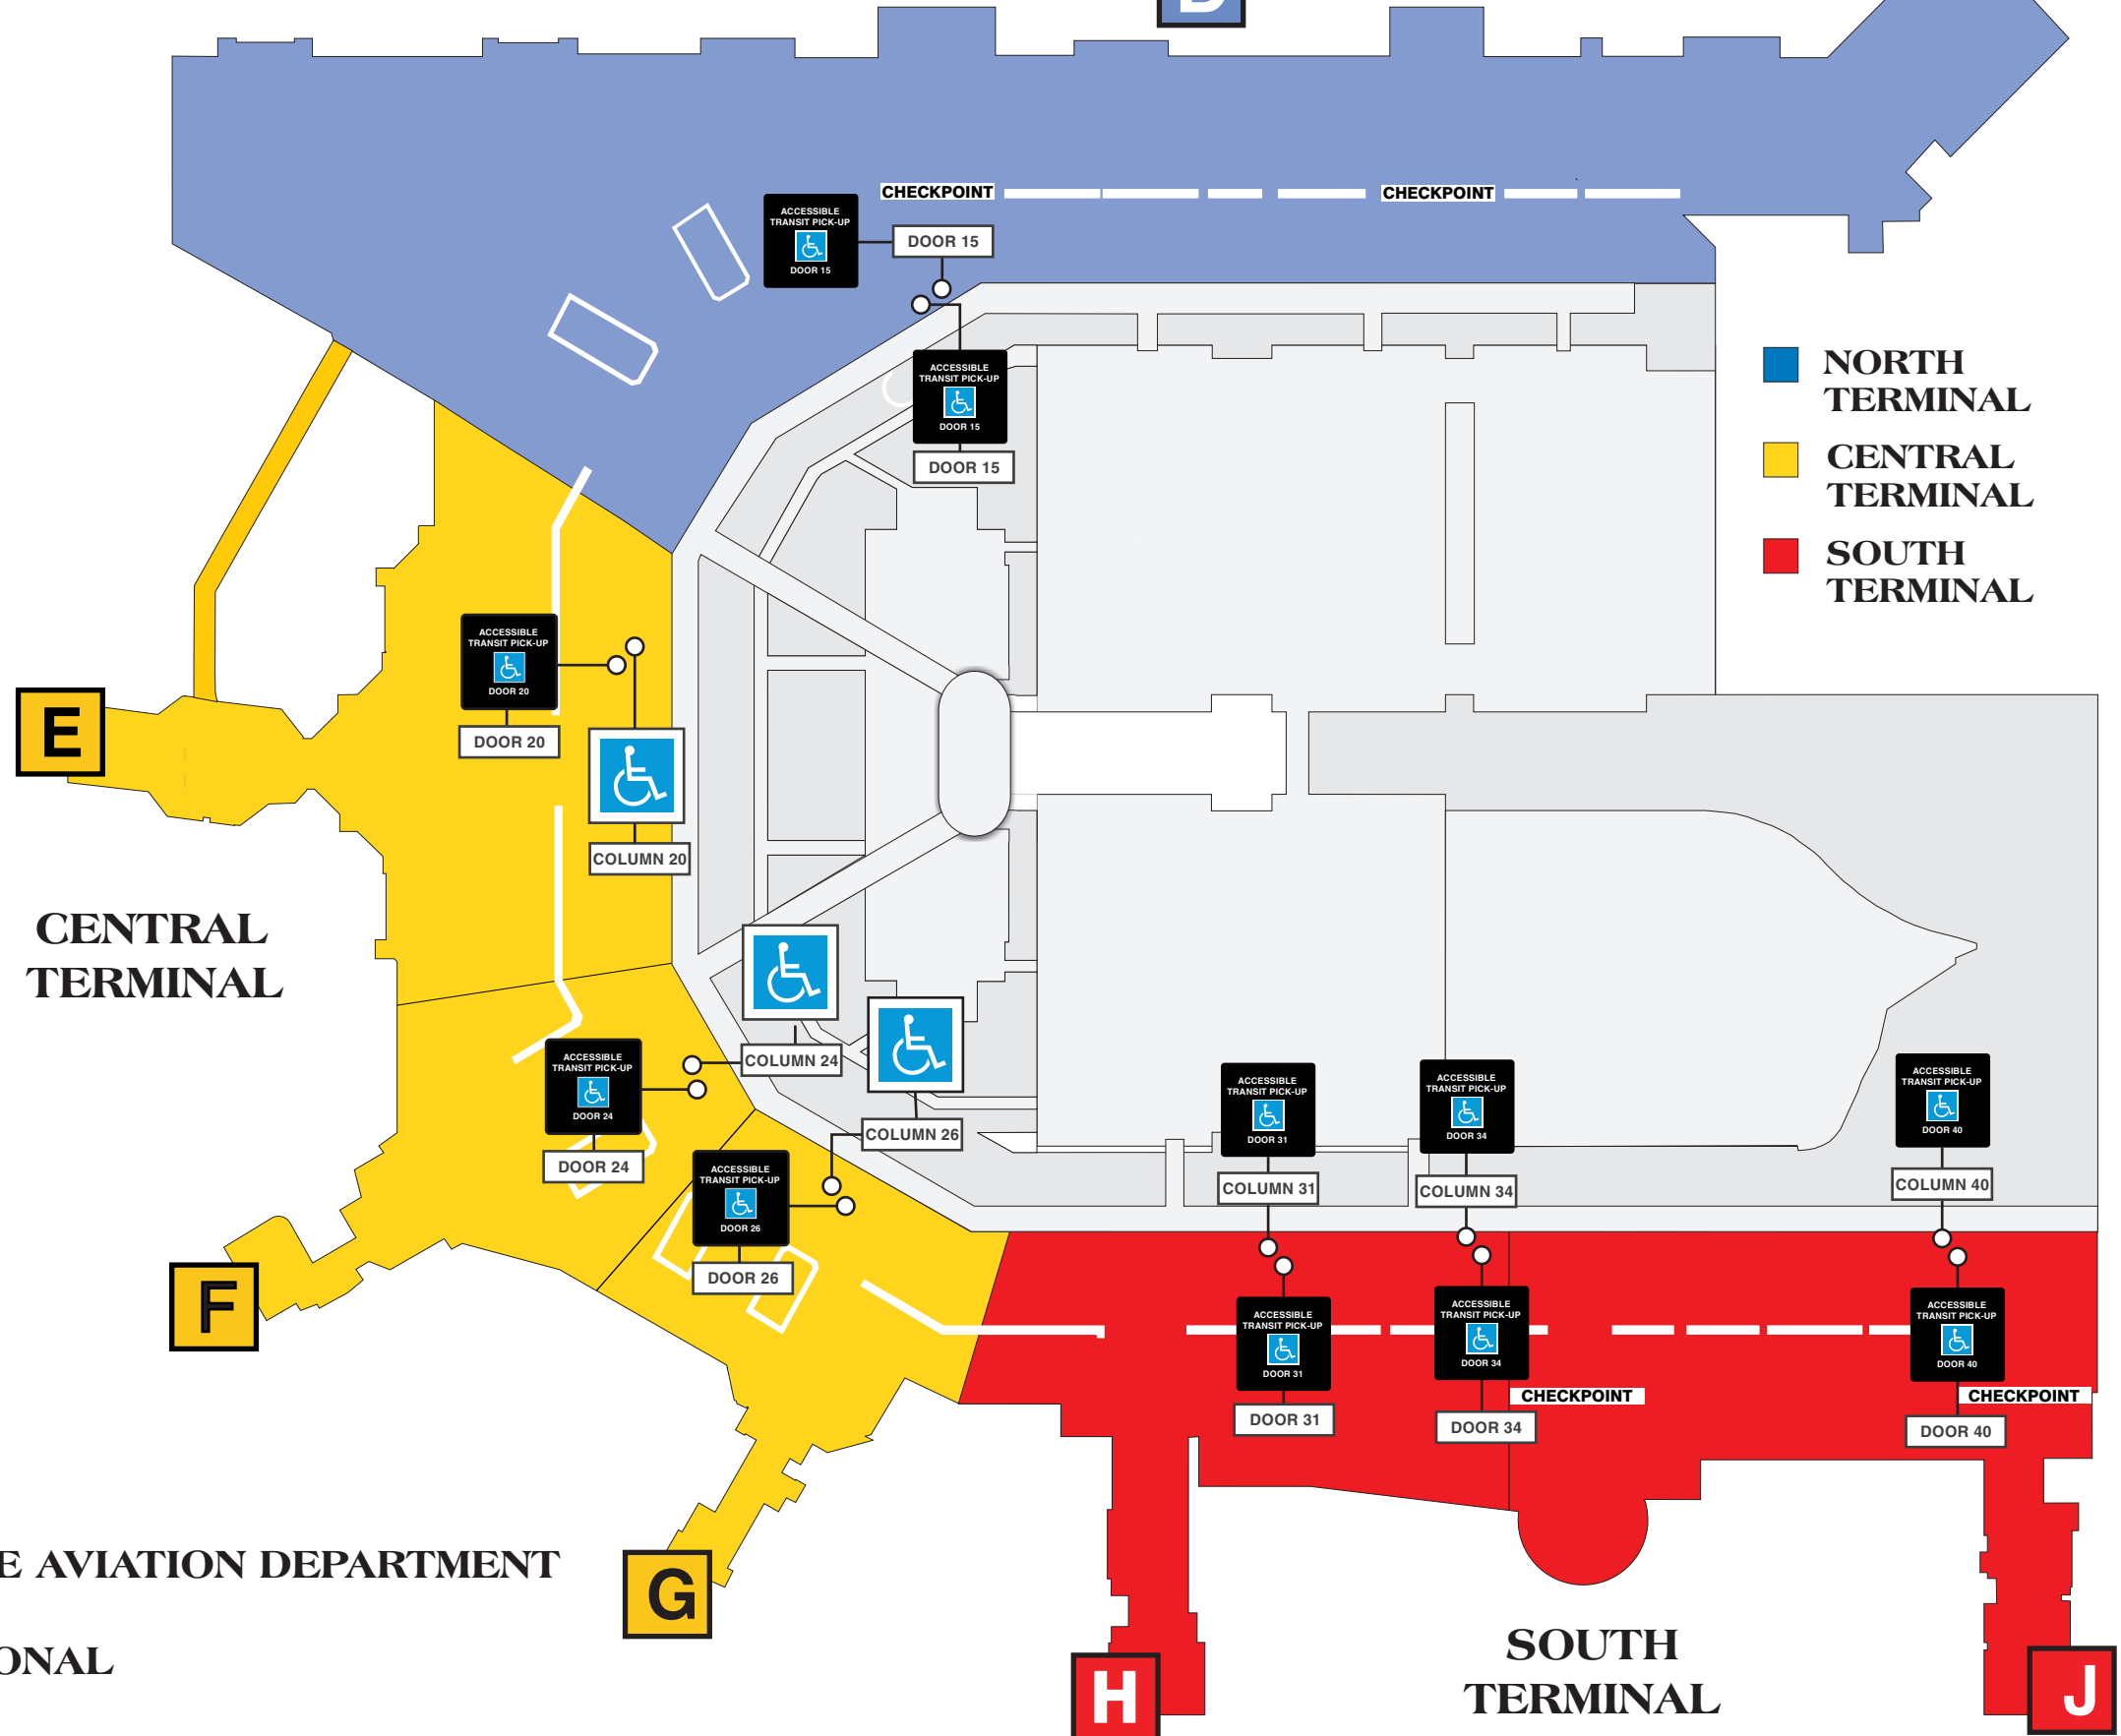 D
CHECKPOINT
CHECKPOINT
ACCESSIBLE
TRANSIT PICK-UP
DOOR 15
DOOR 15
ACCESSIBLE
TRANSIT PICK-UP
DOOR 15
DOOR 15
NORTH
TERMINAL
CENTRAL
TERMINAL
SOUTH
TERMINAL
ACCESSIBLE
TRANSIT PICK-UP
DOOR 20
DOOR 20
COLUMN 20
E
CENTRAL
TERMINAL
COLUMN 24
ACCESSIBLE
TRANSIT PICK-UP
DOOR 24
DOOR 24
COLUMN 26
ACCESSIBLE
TRANSIT PICK-UP
DOOR 26
DOOR 26
ACCESSIBLE
TRANSIT PICK-UP
DOOR 31
COLUMN 31
ACCESSIBLE
TRANSIT PICK-UP
DOOR 34
COLUMN 34
ACCESSIBLE
TRANSIT PICK-UP
DOOR 40
COLUMN 40
F
ACCESSIBLE
TRANSIT PICK-UP
DOOR 31
DOOR 31
ACCESSIBLE
TRANSIT PICK-UP
DOOR 34
CHECKPOINT
DOOR 34
ACCESSIBLE
TRANSIT PICK-UP
DOOR 40
CHECKPOINT
DOOR 40
E AVIATION DEPARTMENT
G
ONAL
H
SOUTH
TERMINAL
J